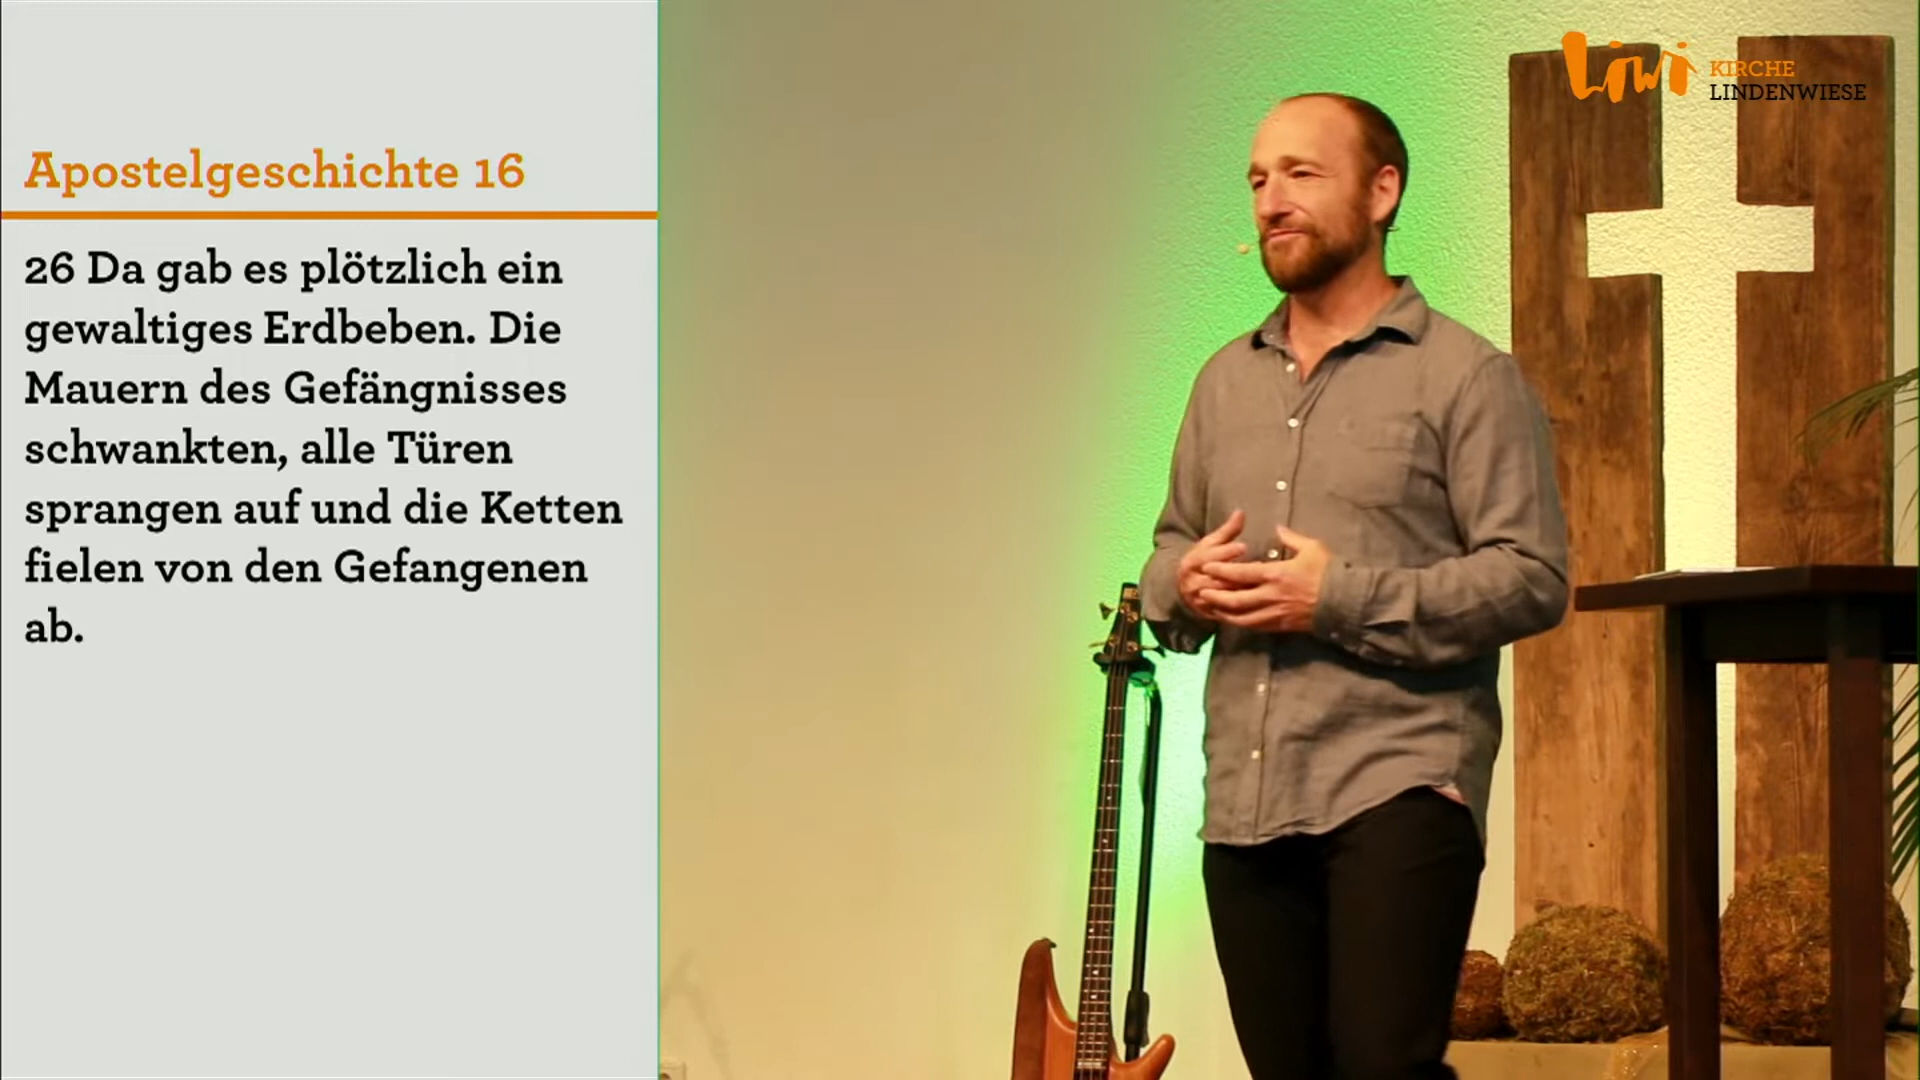 Apostelgeschichte 16
26 Da gab es plötzlich ein
gewaltiges Erdbeben. Die
Mauern des Gefängnisses
schwankten, alle Türen
sprangen auf und die Ketten
fielen von den Gefangenen
ab.
Liwi
KIRCHE
LINDENWIESE